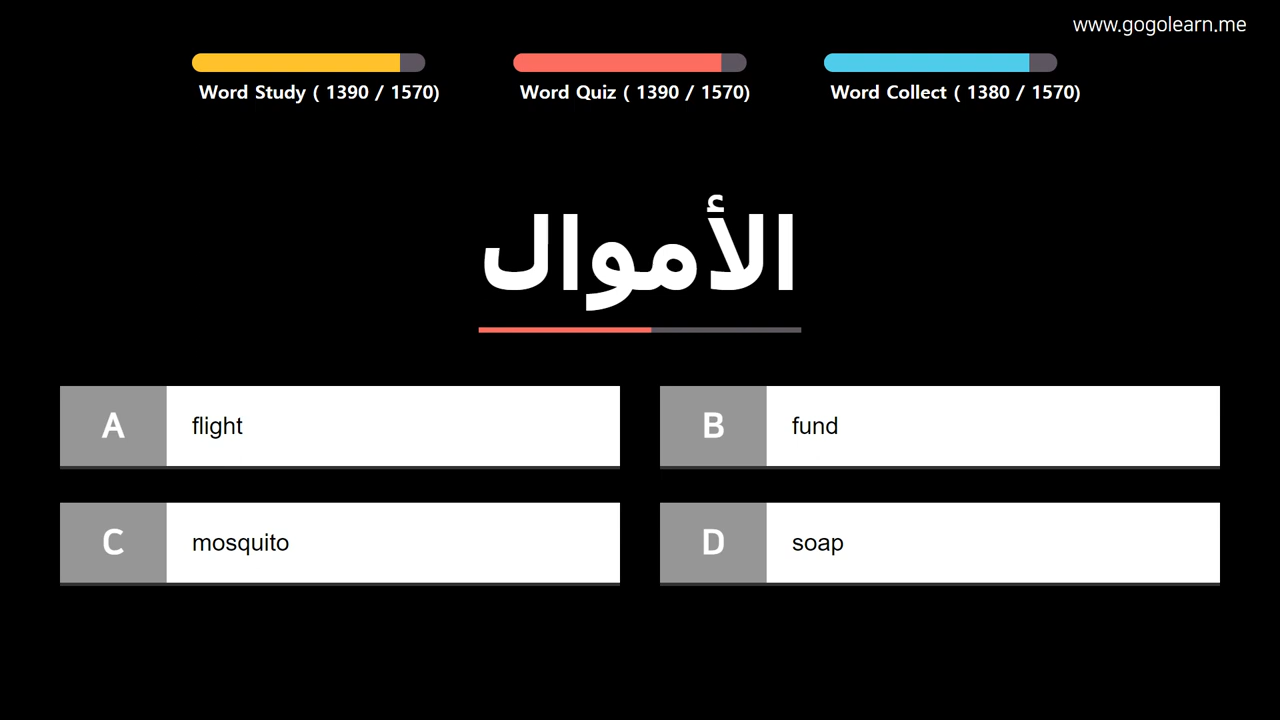 www.gogolearn.me
Word Study ( 1390 / 1570)
Word Quiz ( 1390 / 1570)
Word Collect ( 1380 / 1570)
الأموال
A flight
B fund
C mosquito
D soap